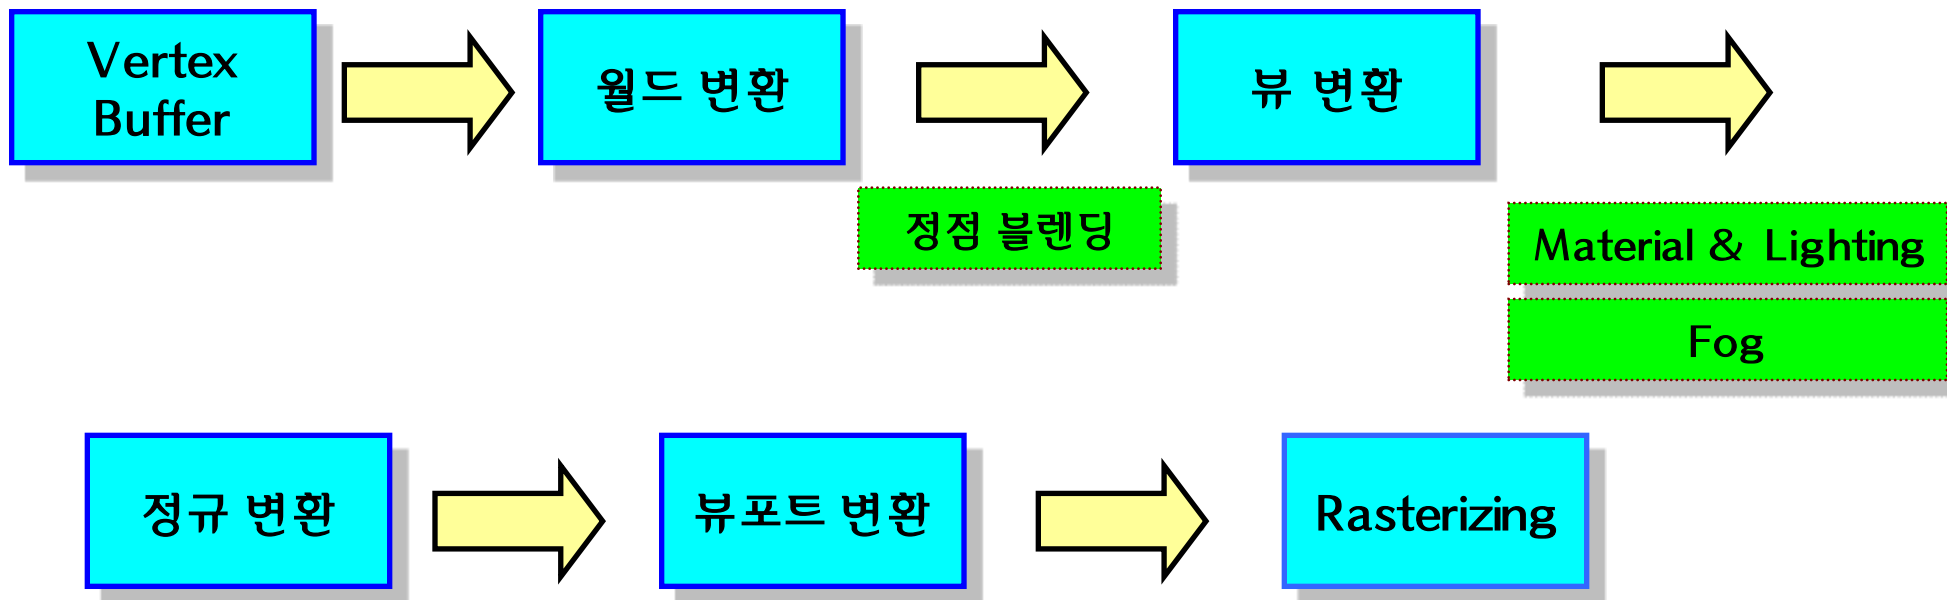 Vertex
Buffer
월드 변환
뷰 변환
정점 블렌딩
Material & Lighting
Fog
정규 변환
뷰포트 변환
Rasterizing